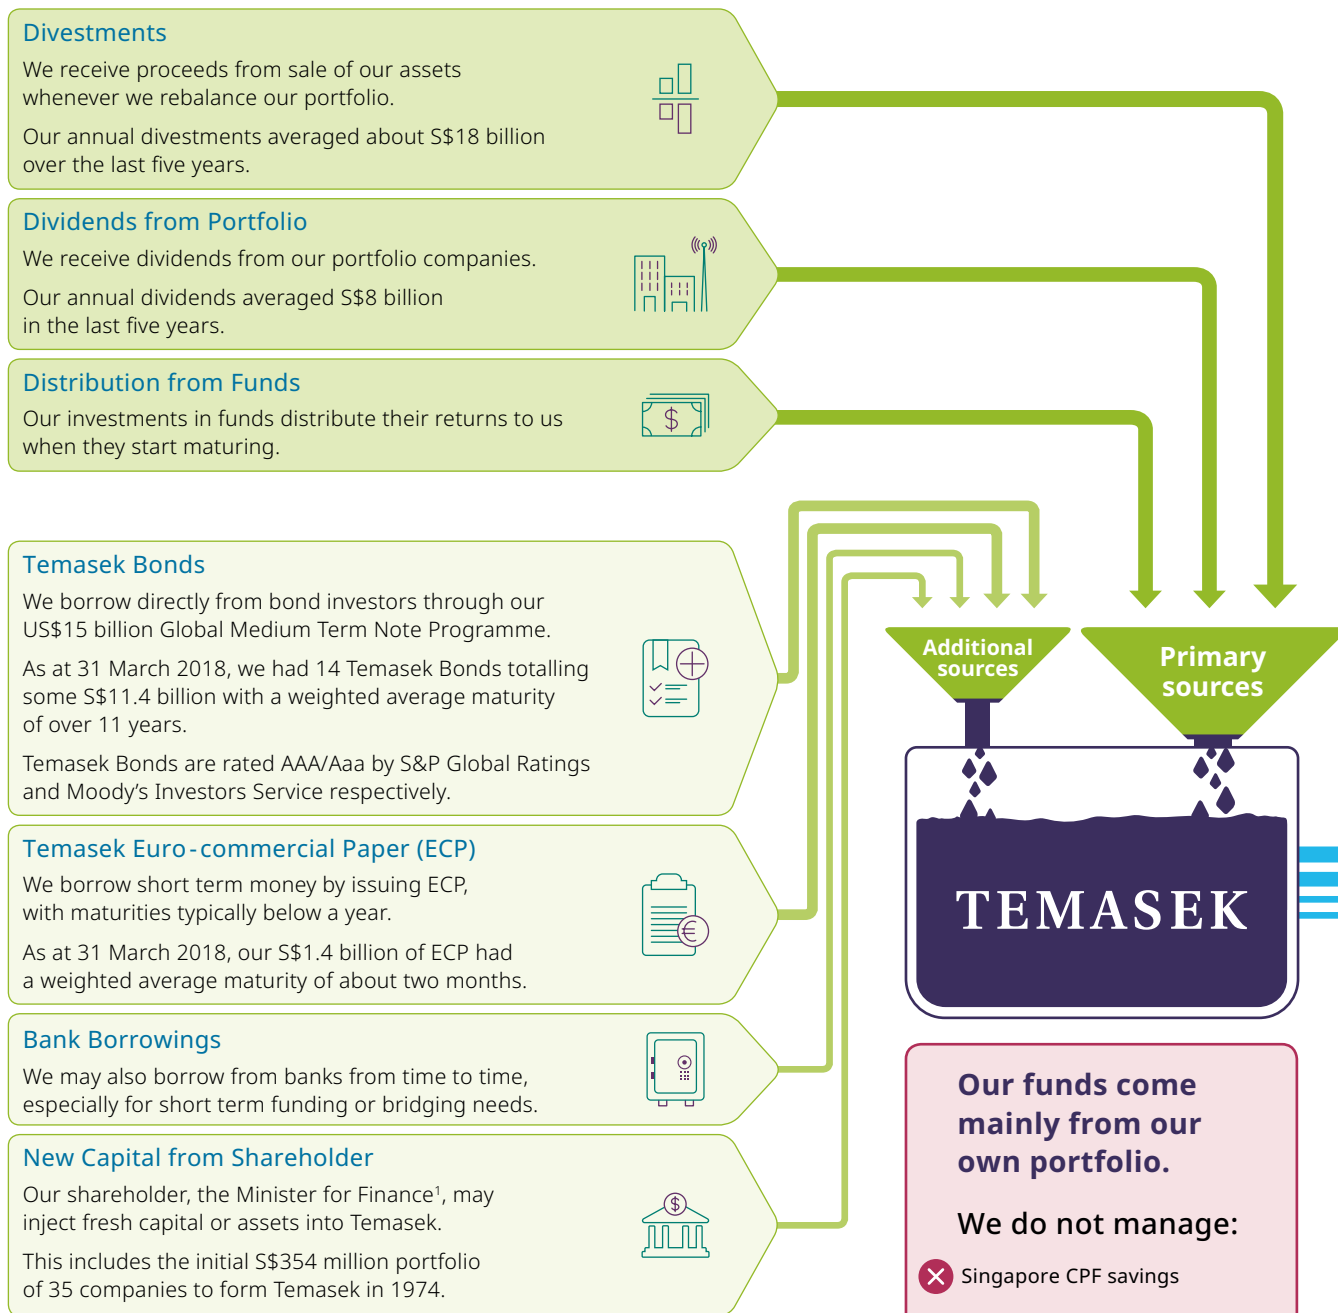 Divestments
We receive proceeds from sale of our assets
whenever we rebalance our portfolio.
Our annual divestments averaged about S$18 billion
over the last five years.
Dividends from Portfolio
We receive dividends from our portfolio companies.
Our annual dividends averaged S$8 billion
in the last five years.
Distribution from Funds
Our investments in funds distribute their returns to us
when they start maturing.
$
Temasek Bonds
We borrow directly from bond investors through our
US$15 billion Global Medium Term Note Programme.
As at 31 March 2018, we had 14 Temasek Bonds totalling
some S$11.4 billion with a weighted average maturity
of over 11 years.
Temasek Bonds are rated AAA/Aaa by S&P Global Ratings
and Moody’s Investors Service respectively.
Temasek Euro-commercial Paper (ECP)
We borrow short term money by issuing ECP,
with maturities typically below a year.
As at 31 March 2018, our S$1.4 billion of ECP had
a weighted average maturity of about two months.
€
Bank Borrowings
We may also borrow from banks from time to time,
especially for short term funding or bridging needs.
New Capital from Shareholder
Our shareholder, the Minister for Finance¹, may
inject fresh capital or assets into Temasek.
This includes the initial S$354 million portfolio
of 35 companies to form Temasek in 1974.
$
Additional
sources
Primary
sources
TEMASEK
Our funds come
mainly from our
own portfolio.
We do not manage:
Singapore CPF savings